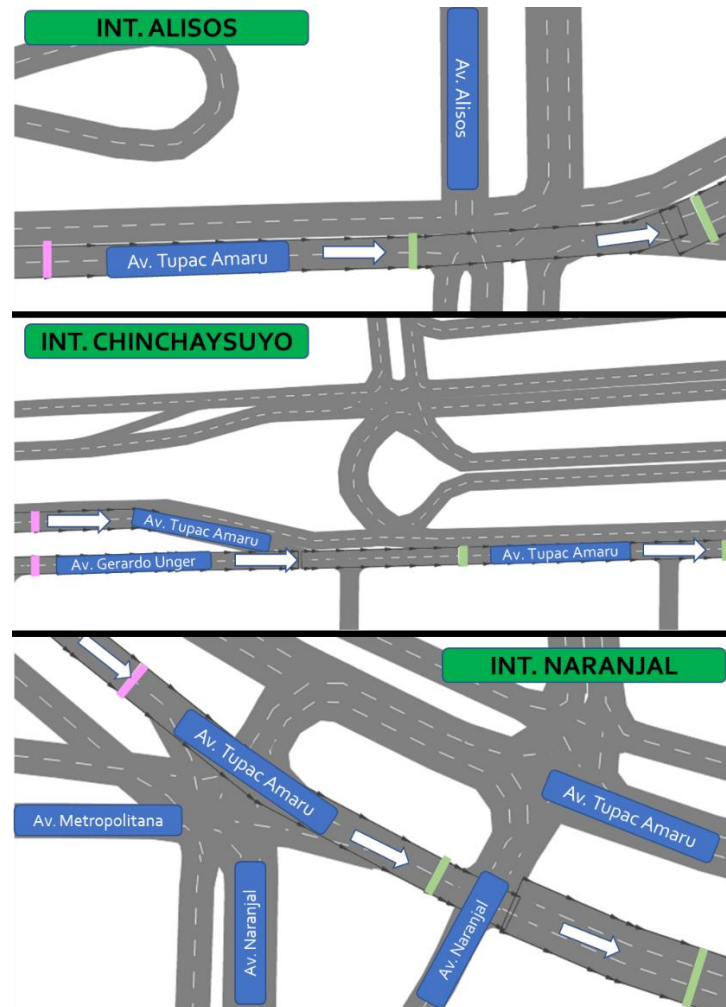 INT. ALISOS
Av. Alisos
Av. Tupac Amaru
INT. CHINCHAYSUYO
Av. Tupac Amaru
Av. Gerardo Unger
Av. Tupac Amaru
INT. NARANJAL
Av. Tupac Amaru
Av. Tupac Amaru
Av. Metropolitana
Av. Naranjal
Av. Naranjal